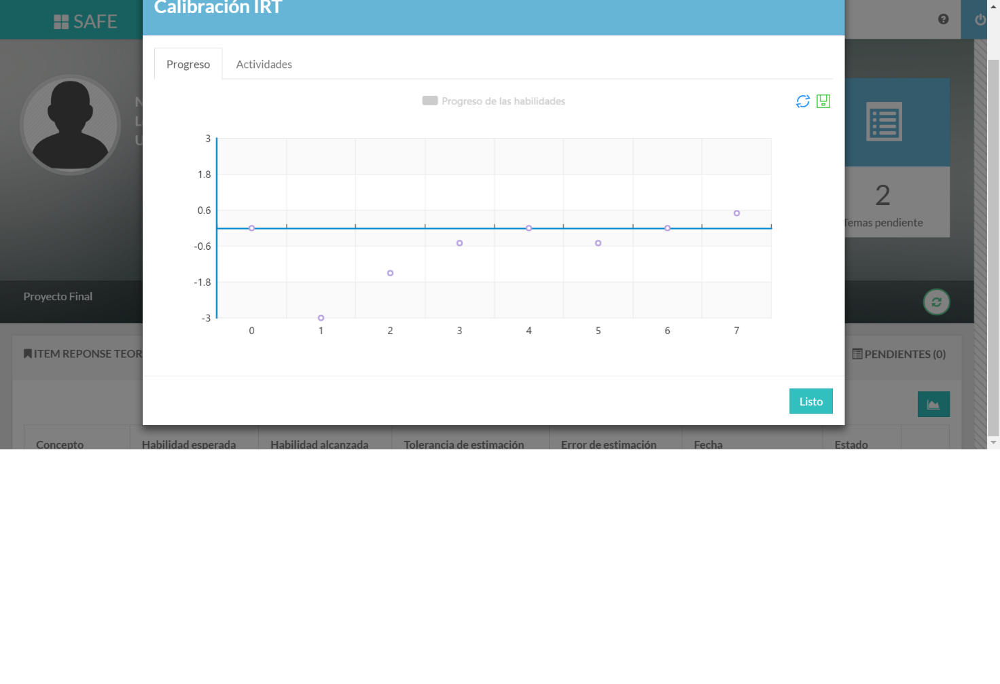 Calibración IRT
SAFE
Progreso
Actividades
Progreso de las habilidades
3
1.8
0.6
-0.6
-1.8
-3
0 1 2 3 4 5 6 7
N
L
U
2
Temas pendiente
Proyecto Final
ITEM REPONSE TEOR
PENDIENTES (0)
Listo
Concepto Habilidad esperada Habilidad alcanzada Tolerancia de estimación Error de estimación Fecha Estado